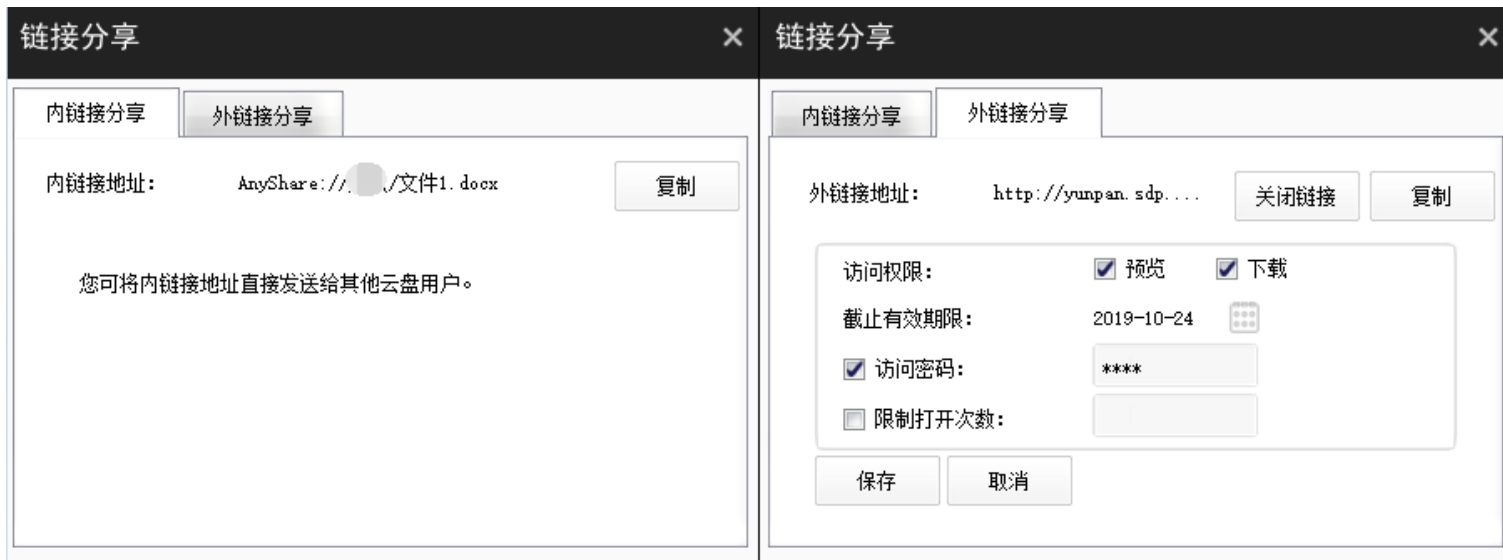 链接分享
内链接分享 外链接分享
内链接地址： AnyShare://. /文件1.docx 复制
您可将内链接地址直接发送给其他云盘用户。
链接分享
内链接分享 外链接分享
外链接地址： http://yunpan.sdp.... 关闭链接 复制
访问权限： 预览 下载
截止有效期限： 2019-10-24
访问密码： ****
限制打开次数：
保存 取消